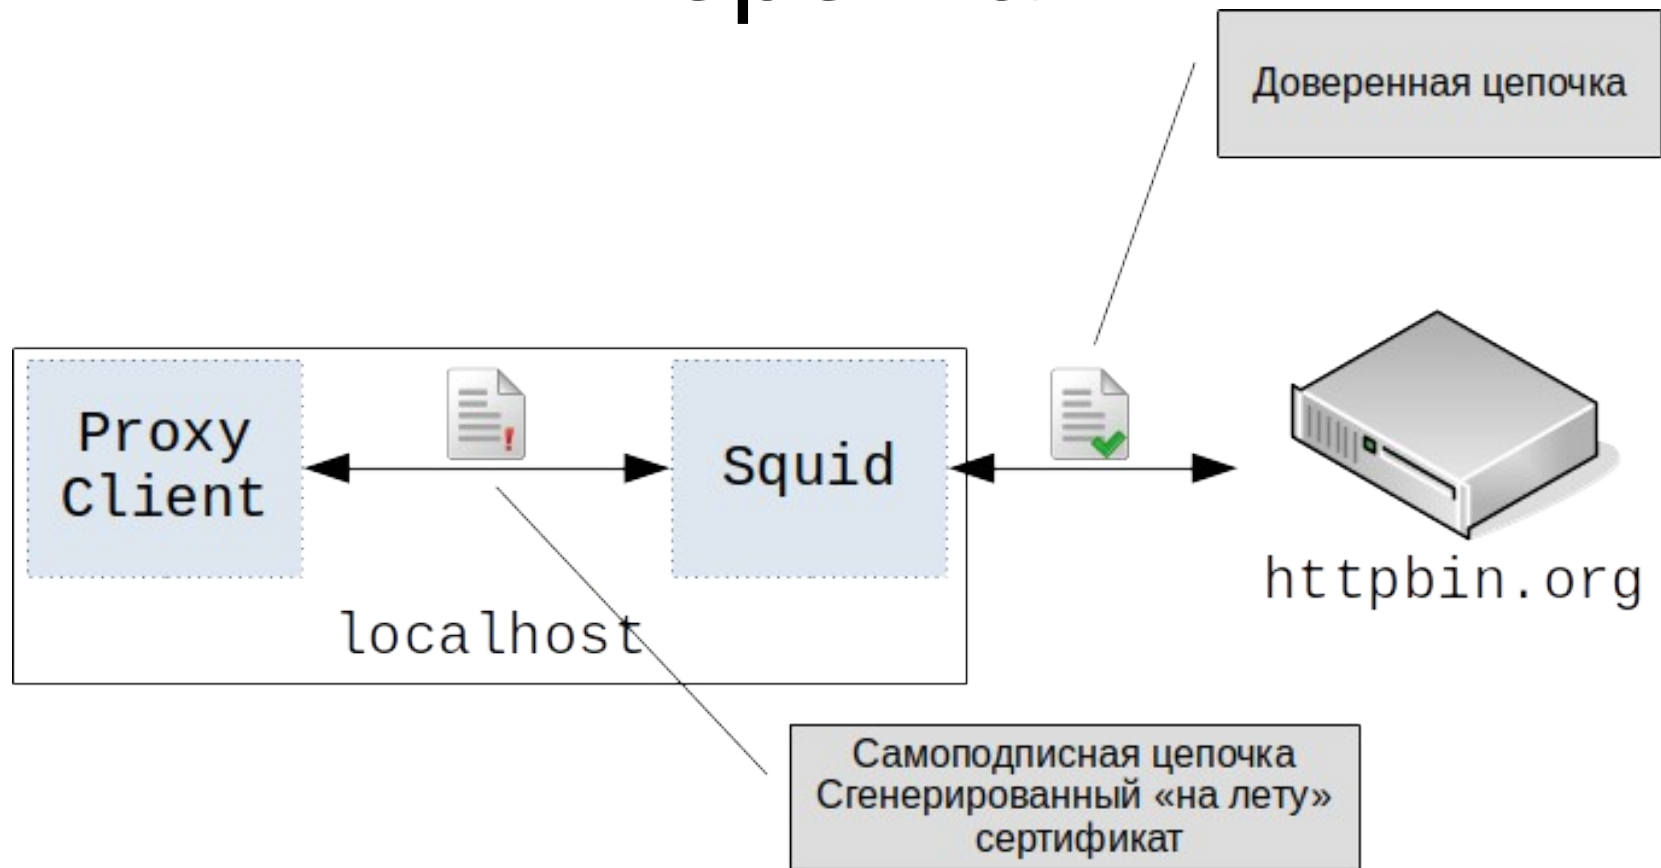 Доверенная цепочка
Proxy
Client
Squid
httpbin.org
localhost
Самоподписная цепочка
Сгенерированный «на лету»
сертификат